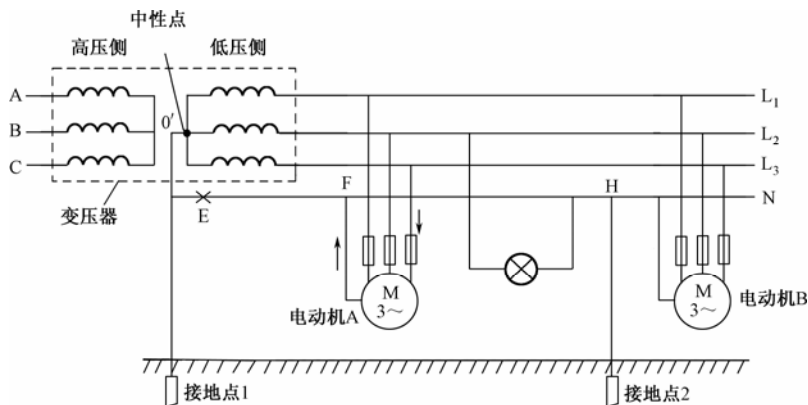 中性点
高压侧
低压侧
A
B
C
0′
L₁
L₂
L₃
N
F
H
E
变压器
M
3～
电动机A
M
3～
电动机B
接地点1
接地点2